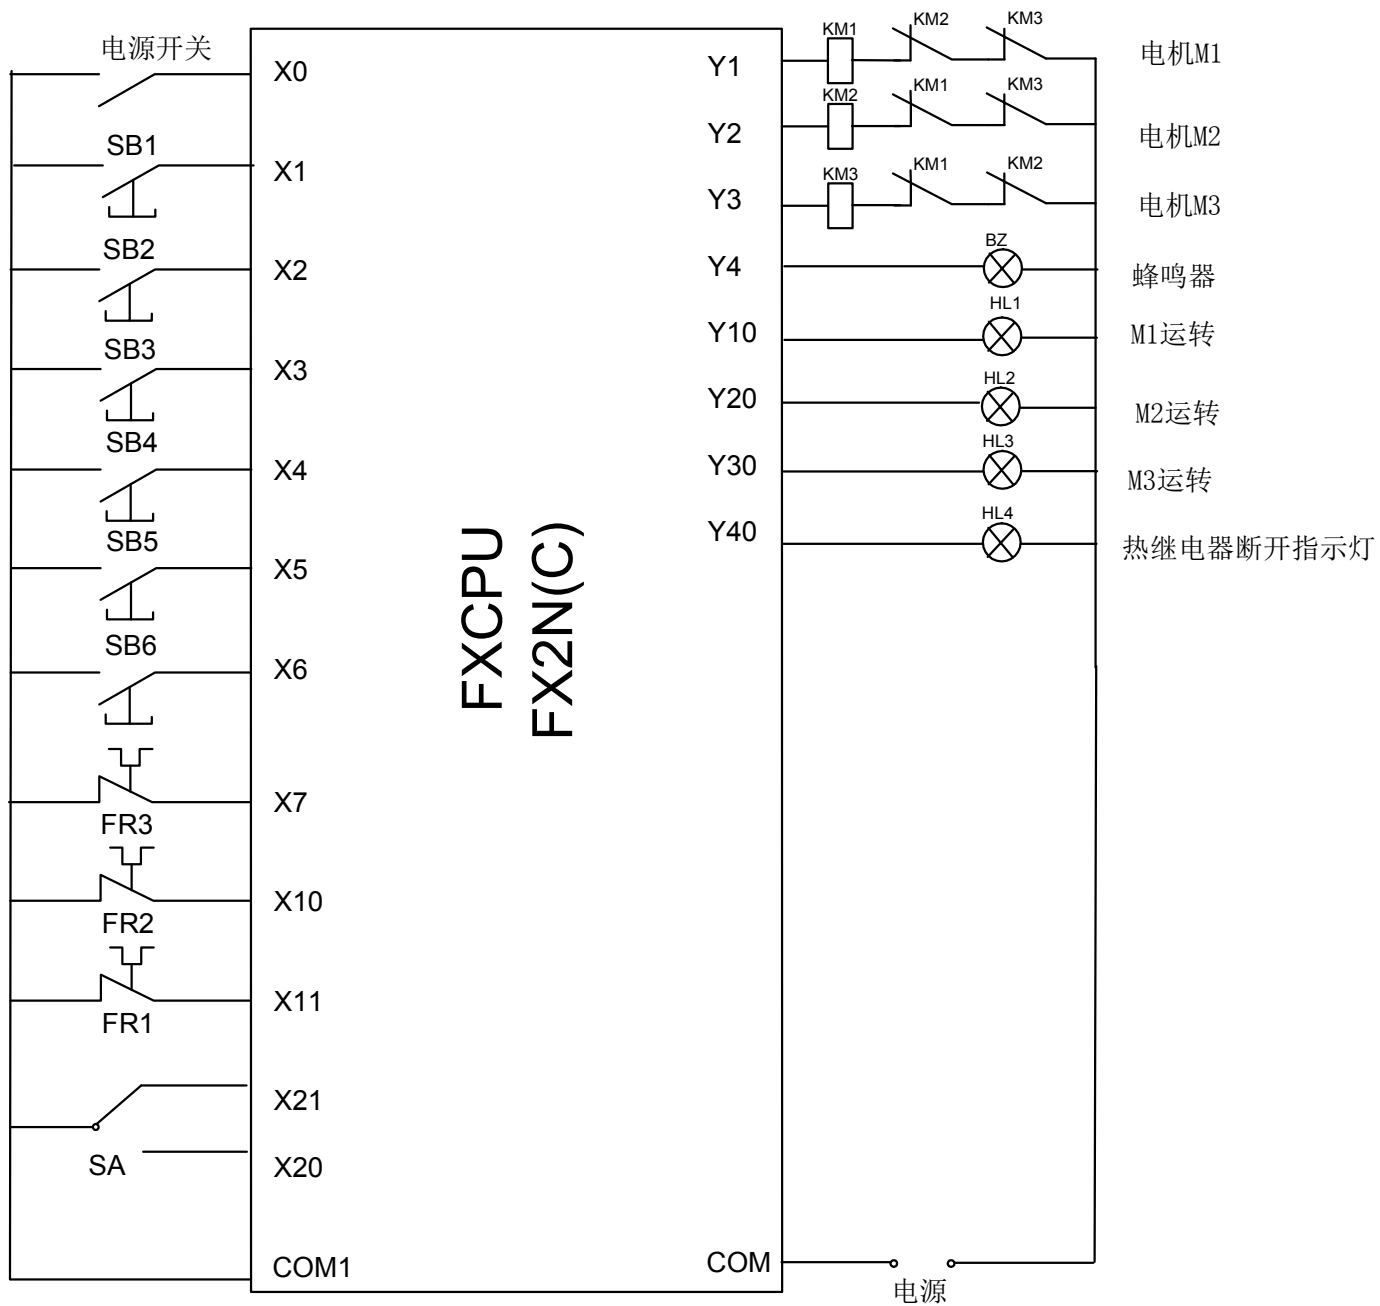 电源开关
X0
SB1
X1
SB2
X2
SB3
X3
SB4
X4
SB5
X5
SB6
X6
X7
FR3
X10
FR2
X11
FR1
X21
SA
X20
COM1
FXCPU
FX2N(C)
Y1
KM1
KM2
KM3
电机M1
Y2
KM2
KM1
KM3
电机M2
Y3
KM3
KM1
KM2
电机M3
Y4
BZ
蜂鸣器
Y10
HL1
M1运转
Y20
HL2
M2运转
Y30
HL3
M3运转
Y40
HL4
热继电器断开指示灯
COM
电源